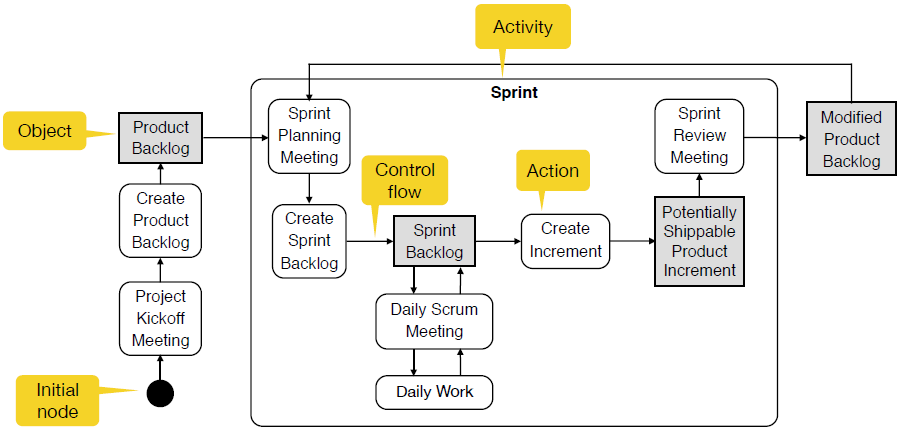 Activity
Sprint
Object
Product
Backlog
Sprint
Planning
Meeting
Sprint
Review
Meeting
Modified
Product
Backlog
Control
flow
Action
Create
Product
Backlog
Create
Sprint
Backlog
Sprint
Backlog
Create
Increment
Potentially
Shippable
Product
Increment
Project
Kickoff
Meeting
Daily Scrum
Meeting
Initial
node
Daily Work